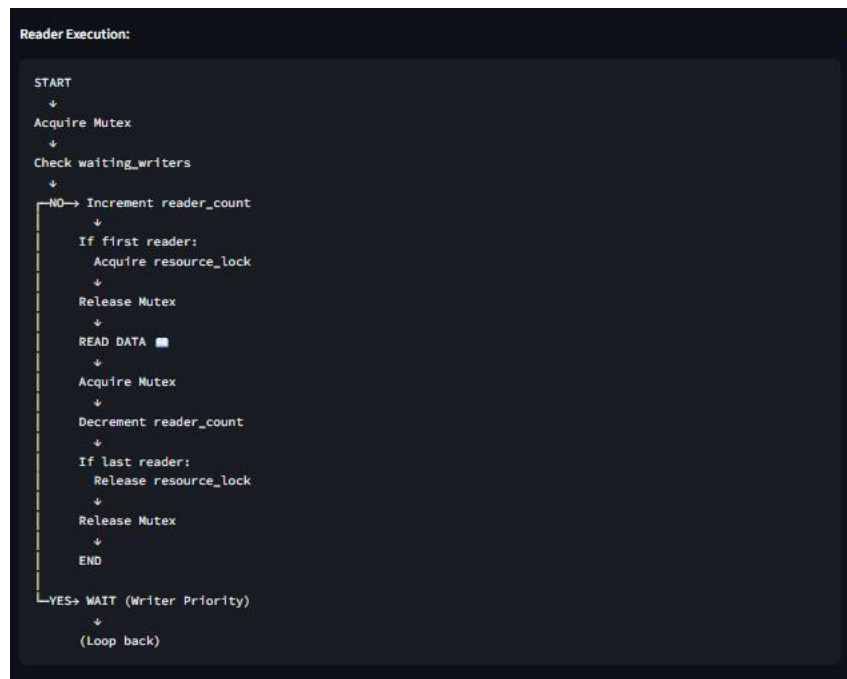 Reader Execution:
START
↓
Acquire Mutex
↓
Check waiting_writers
↓
┌─NO─→ Increment reader_count
│ ↓
│ If first reader:
│ Acquire resource_lock
│ ↓
│ Release Mutex
│ ↓
│ READ DATA 📖
│ ↓
│ Acquire Mutex
│ ↓
│ Decrement reader_count
│ ↓
│ If last reader:
│ Release resource_lock
│ ↓
│ Release Mutex
│ ↓
│ END
│
└─YES→ WAIT (Writer Priority)
↓
(Loop back)